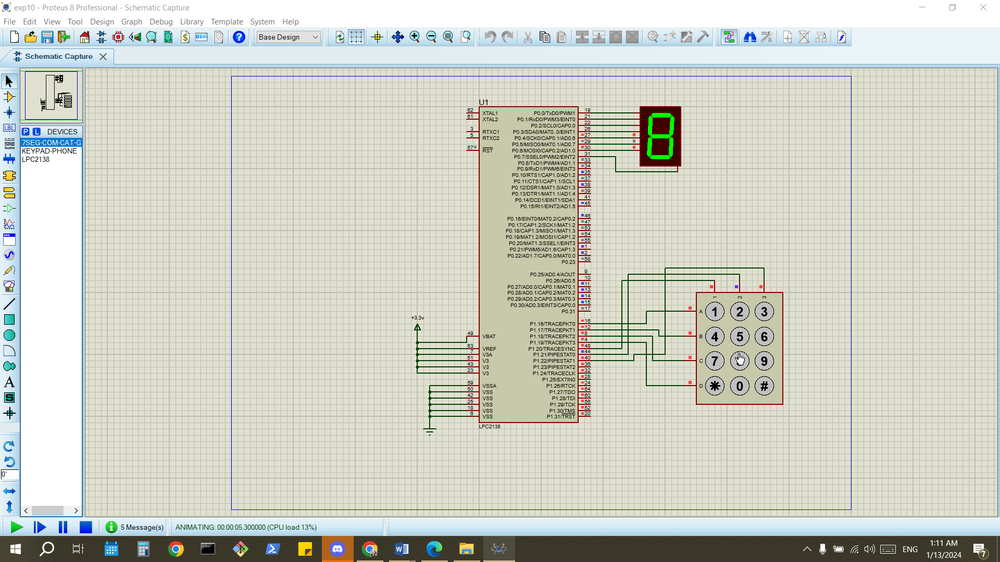 exp10 - Proteus 8 Professional - Schematic Capture
File Edit View Tool Design Graph Debug Library Template System Help
Base Design
Schematic Capture
P L DEVICES
7SEG-COM-CAT-G
KEYPAD-PHONE
LPC2138
LBL
A
S
0°
U1
62 XTAL1
61 XTAL2
3 RTXC1
5 RTXC2
57 RST
49 VBAT
63 VREF
7 V3A
51 V3
43 V3
23 V3
59 VSSA
50 VSS
42 VSS
25 VSS
18 VSS
6 VSS
+3.3v
P0.0/TxD0/PWM1 19
P0.1/RxD0/PWM3/EINT0 21
P0.2/SCL0/CAP0.0 22
P0.3/SDA0/MAT0..0/EINT1 26
P0.4/SCK0/CAP0.1/AD0.6 27
P0.5/MISO0/MAT0.1/AD0.7 29
P0.6/MOSI0/CAP0.2/AD1.0 30
P0.7/SSEL0/PWM2/EINT2 31
P0.8/TxD1/PWM4/AD1.1 33
P0.9/RxD1/PWM6/EINT3 34
P0.10/RTS1/CAP1.0/AD1.2 35
P0.11/CTS1/CAP1.1/SCL1 37
P0.12/DSR1/MAT1.0/AD1.3 38
P0.13/DTR1/MAT1.1/AD1.4 39
P0.14/DCD1/EINT1/SDA1 41
P0.15/RI1/EINT2/AD1.5 45
P0.16/EINT0/MAT0.2/CAP0.2 46
P0.17/CAP1.2/SCK1/MAT1.2 47
P0.18/CAP1.3/MISO1/MAT1.3 53
P0.19/MAT1.2/MOSI1/CAP1.2 54
P0.20/MAT1.3/SSEL1/EINT3 55
P0.21/PWM5/AD1.6/CAP1.3 1
P0.22/AD1.7/CAP0.0/MAT0.0 2
P0.23 58
P0.25/AD0.4/AOUT 9
P0.26/AD0.5 10
P0.27/AD0.0/CAP0.1/MAT0.1 11
P0.28/AD0.1/CAP0.2/MAT0.2 13
P0.29/AD0.2/CAP0.3/MAT0.3 14
P0.30/AD0.3/EINT3/CAP0.0 15
P0.31 17
P1.16/TRACEPKT0 16
P1.17/TRACEPKT1 12
P1.18/TRACEPKT2 8
P1.19/TRACEPKT3 4
P1.20/TRACESYNC 48
P1.21/PIPESTAT0 44
P1.22/PIPESTAT1 40
P1.23/PIPESTAT2 36
P1.24/TRACECLK 32
P1.25/EXTIN0 28
P1.26/RTCK 24
P1.27/TDO 64
P1.28/TDI 60
P1.29/TCK 56
P1.30/TMS 52
P1.31/TRST 20
LPC2138
8
1 2 3
A 1 2 3
B 4 5 6
C 7 9
D * 0 #
5 Message(s) ANIMATING: 00:00:05.300000 (CPU load 13%)
ENG 1:11 AM
1/13/2024 7